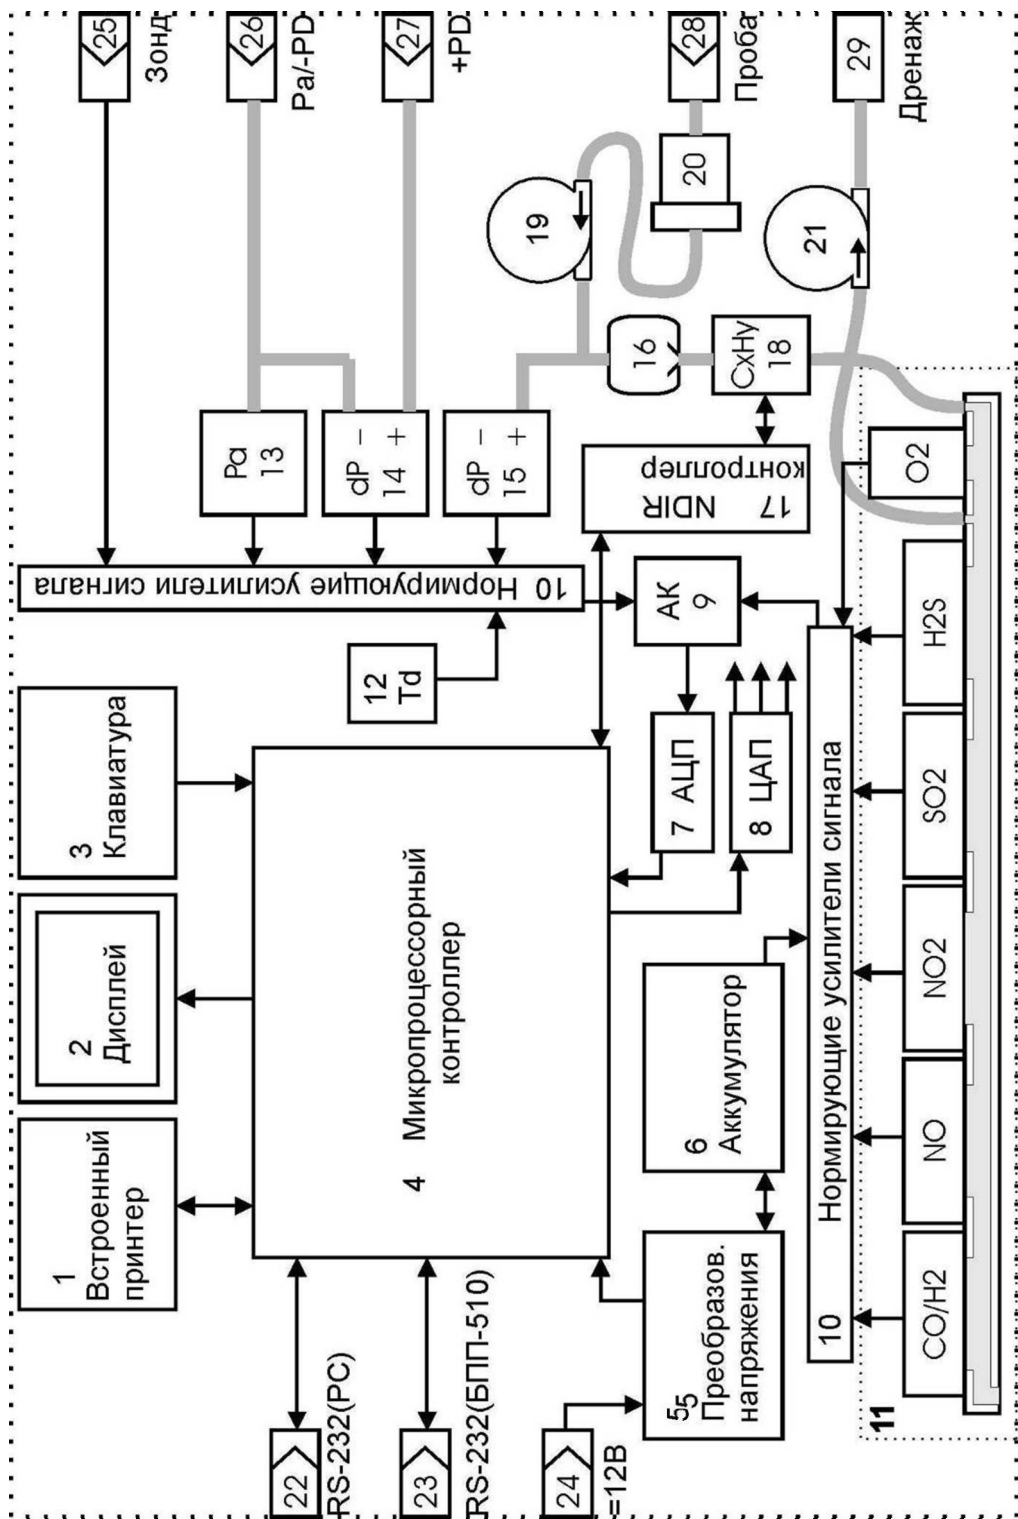 1
Встроенный
принтер
2
Дисплей
3
Клавиатура
25
Зонд
26
Pa/-PD
27
+PD
28
Проба
29
Дренаж
22
RS-232(PC)
23
RS-232(БПП-510)
24
=12В
4 Микропроцессорный
контроллер
12
Td
10 Нормирующие усилители сигнала
Pa
13
dP −
14 +
dP −
15 +
19
20
21
16
CxHy
18
17 NDIR
контроллер
АК
9
7 АЦП
8 ЦАП
55
Преобразов.
напряжения
6
Аккумулятор
10 Нормирующие усилители сигнала
11
CO/H2
NO
NO2
SO2
H2S
O2